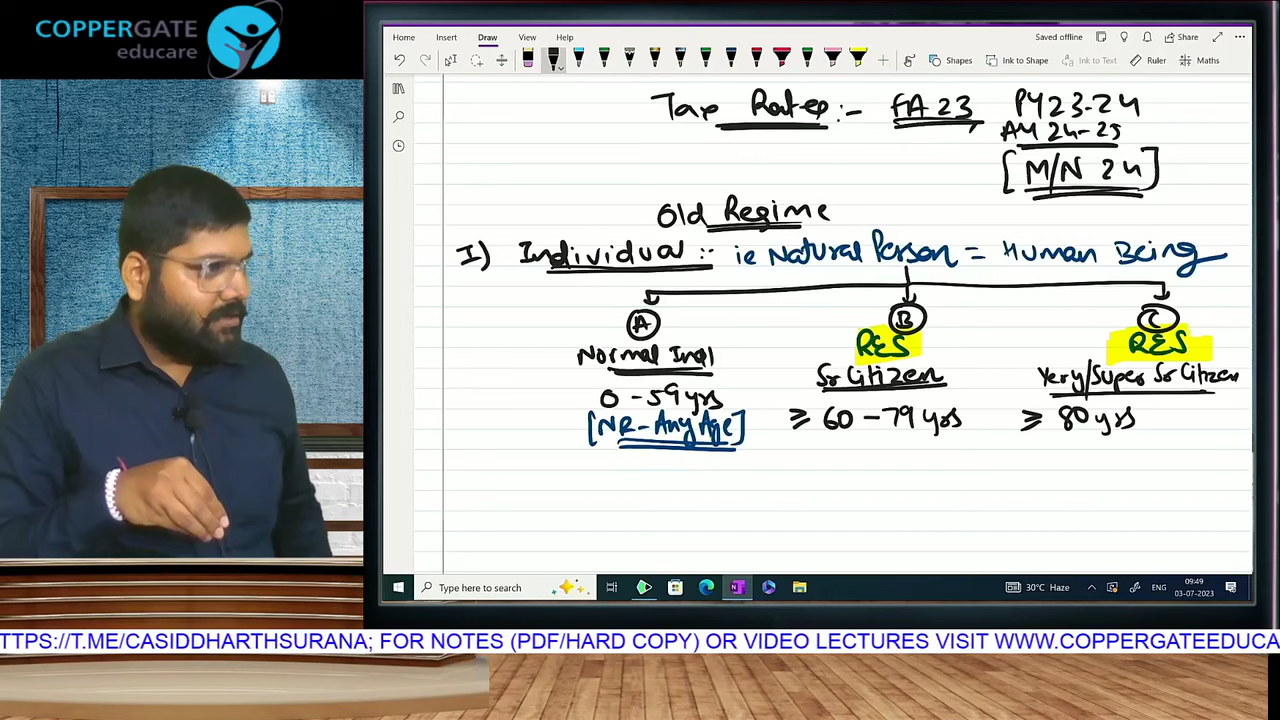 COPPERGATE
educare
Home Insert Draw View Help
Saved offline Share
Shapes Ink to Shape Ink to Text Ruler Maths
Tax Rates :- FA 23 PY 23-24
AY 24-25
[M/N 24]
Old Regime
I) Individual :- ie Natural Person = Human Being
A B C
RES RES
Normal Indl Sr Citizen Very/Super Sr Citizen
0 - 59 yrs ≥ 60 - 79 yrs ≥ 80 yrs
[NR - Any Age]
Type here to search
30°C Haze ENG 09:49
03-07-2023
HTTPS://T.ME/CASIDDHARTHSURANA; FOR NOTES (PDF/HARD COPY) OR VIDEO LECTURES VISIT WWW.COPPERGATEEDUCA